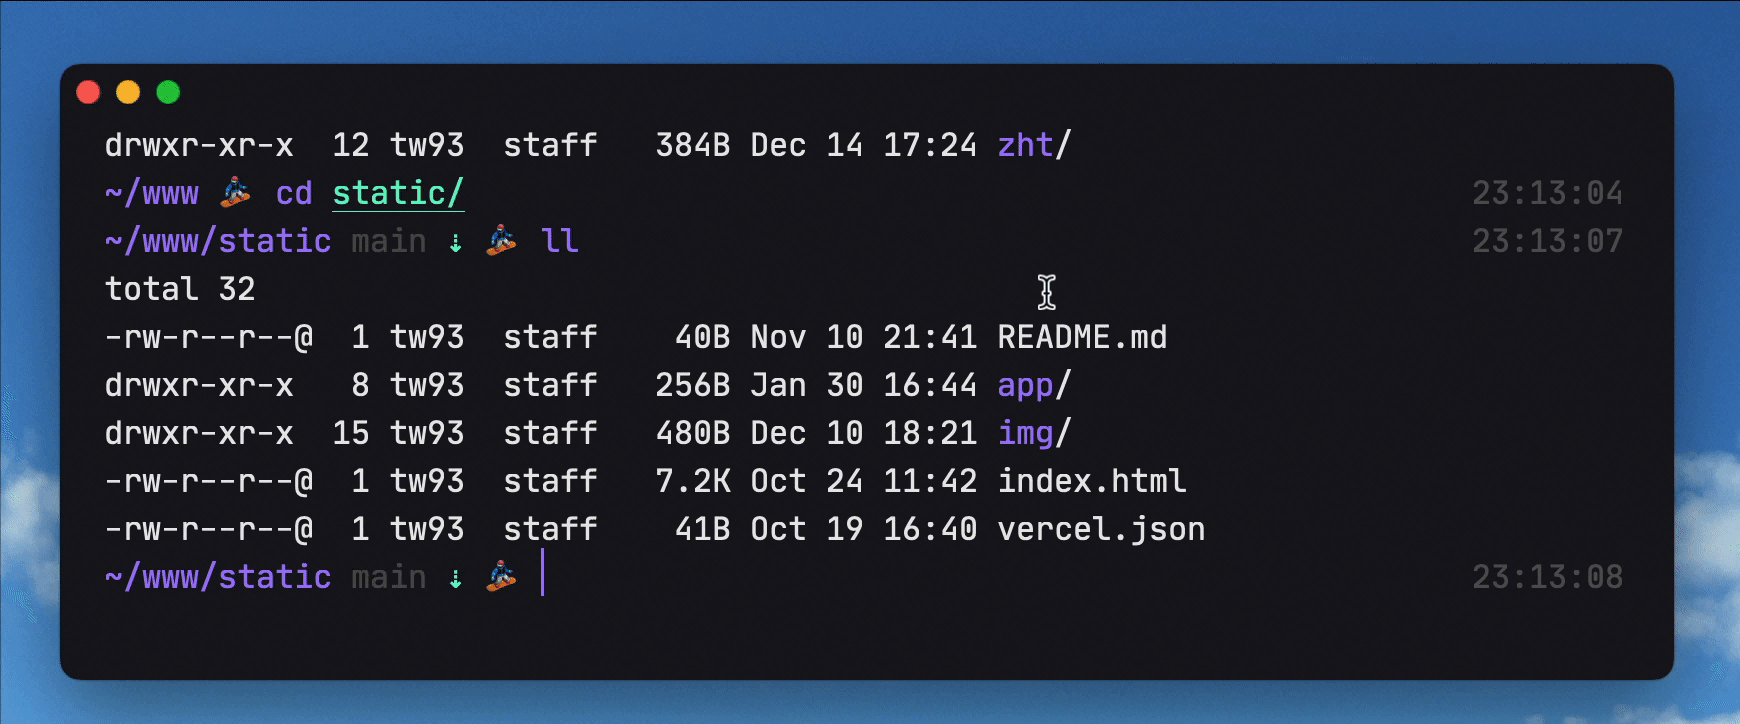 drwxr-xr-x  12 tw93  staff   384B Dec 14 17:24 zht/
~/www 🏂 cd static/ 23:13:04
~/www/static main ⇣ 🏂 ll 23:13:07
total 32
-rw-r--r--@  1 tw93  staff    40B Nov 10 21:41 README.md
drwxr-xr-x   8 tw93  staff   256B Jan 30 16:44 app/
drwxr-xr-x  15 tw93  staff   480B Dec 10 18:21 img/
-rw-r--r--@  1 tw93  staff   7.2K Oct 24 11:42 index.html
-rw-r--r--@  1 tw93  staff    41B Oct 19 16:40 vercel.json
~/www/static main ⇣ 🏂 23:13:08